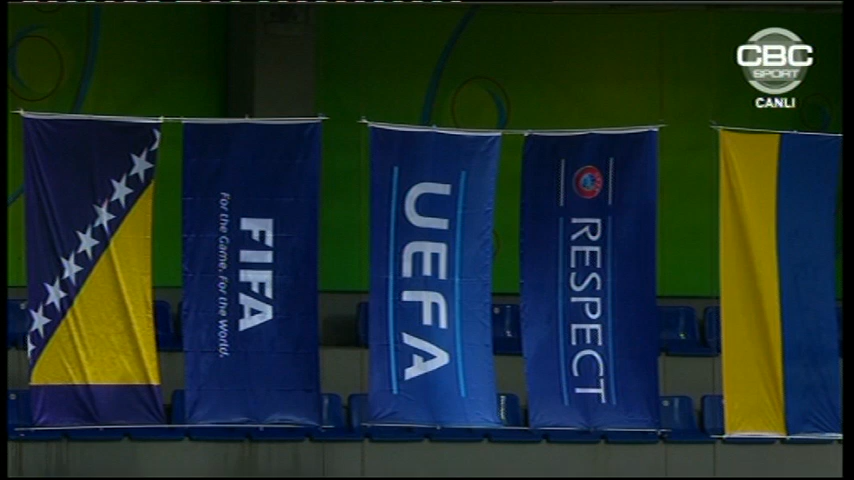 CBC
SPORT
CANLI
FIFA
For the Game. For the World.
UEFA
RESPECT